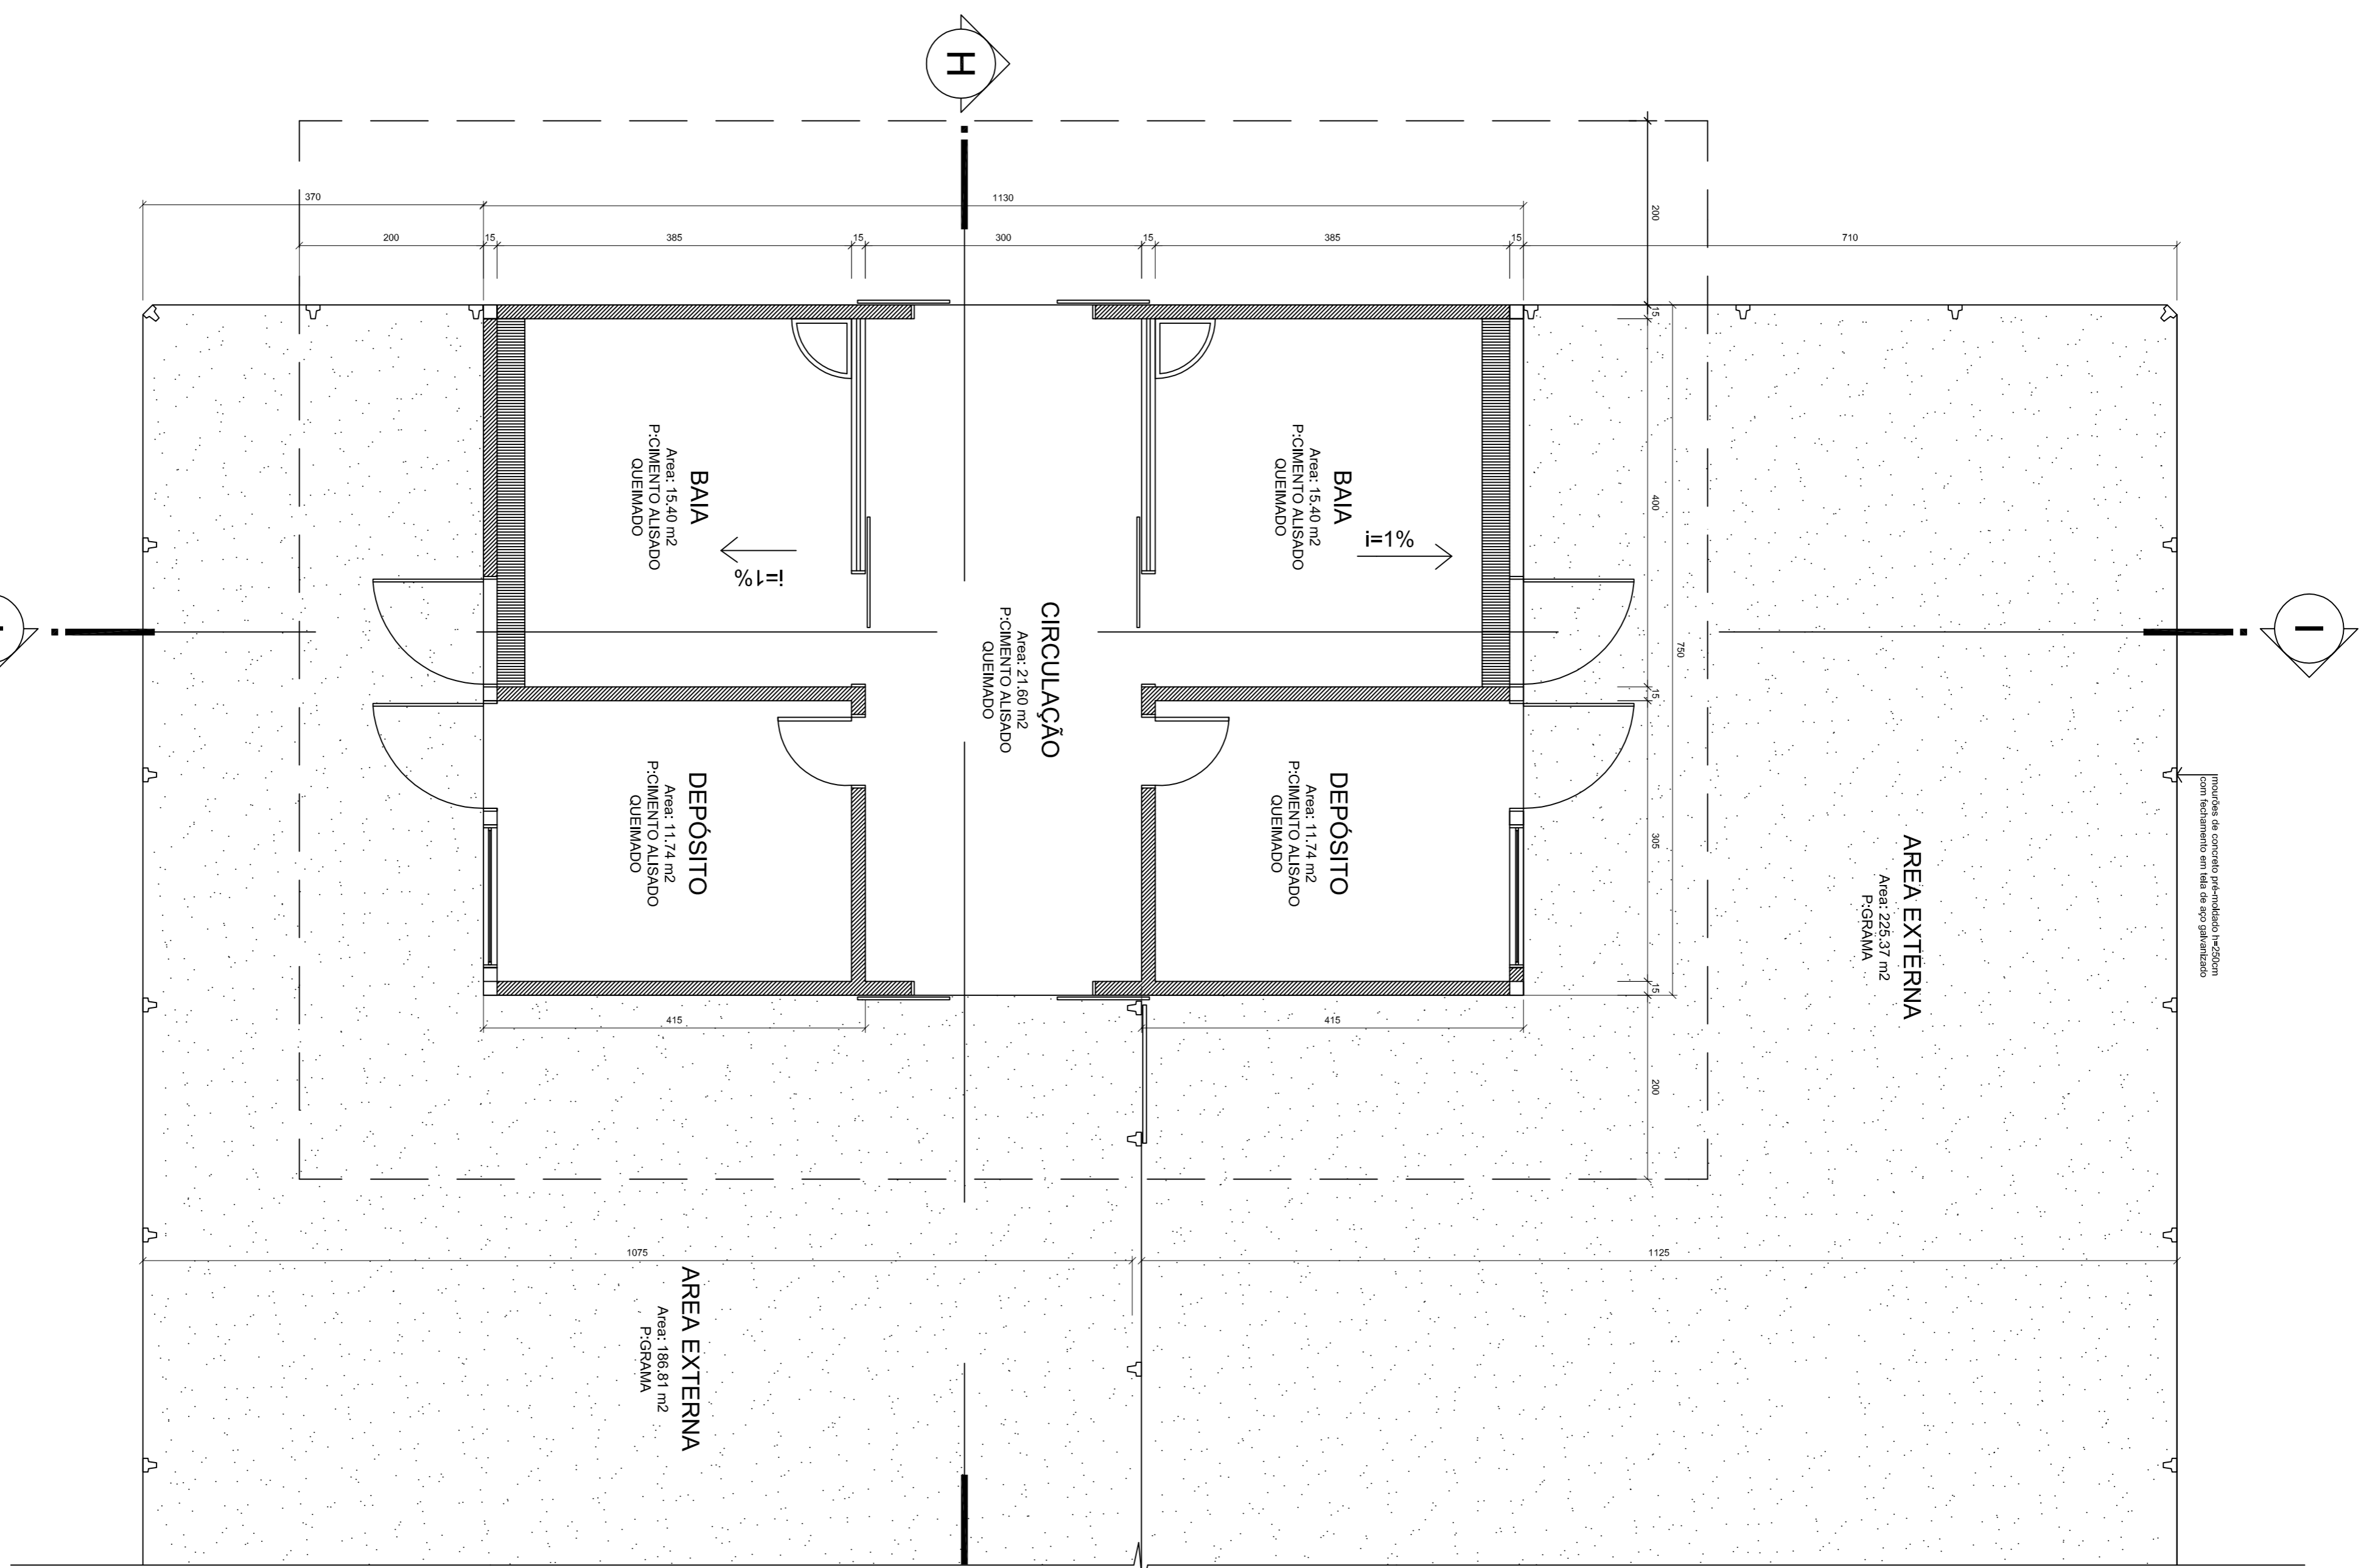 H
370
1130
200
15
385
15
300
15
385
15
710
200
15
400
15
750
305
15
200
BAIA
Area: 15.40 m2
P:CIMENTO ALISADO
QUEIMADO
i=1%
BAIA
Area: 15.40 m2
P:CIMENTO ALISADO
QUEIMADO
i=1%
CIRCULAÇÃO
Area: 21.60 m2
P:CIMENTO ALISADO
QUEIMADO
I
DEPÓSITO
Area: 11.74 m2
P:CIMENTO ALISADO
QUEIMADO
DEPÓSITO
Area: 11.74 m2
P:CIMENTO ALISADO
QUEIMADO
mourões de concreto pré-moldado h=250cm
com fechamento em tela de aço galvanizado
AREA EXTERNA
Area: 225.37 m2
P:GRAMA
415
415
1075
1125
AREA EXTERNA
Area: 186.81 m2
P:GRAMA